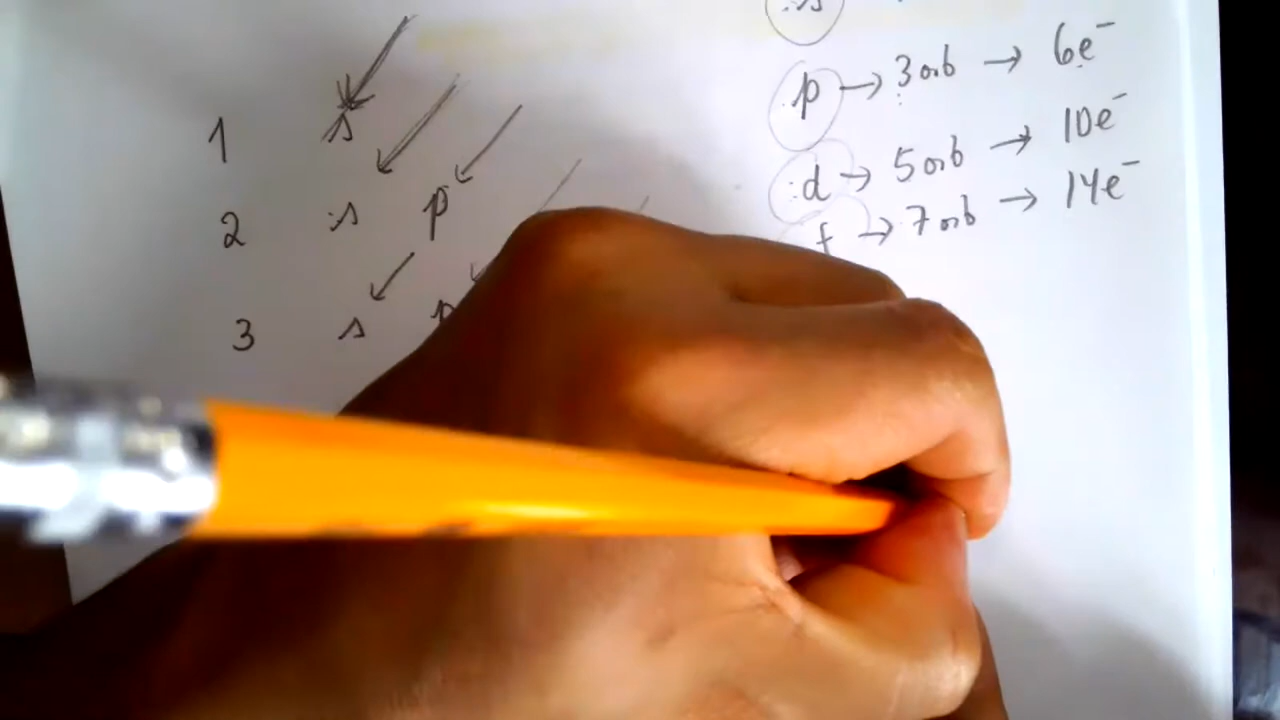 s
p → 3 orb → 6e⁻
d → 5 orb → 10e⁻
f → 7 orb → 14e⁻
1 s
2 s p
3 s p